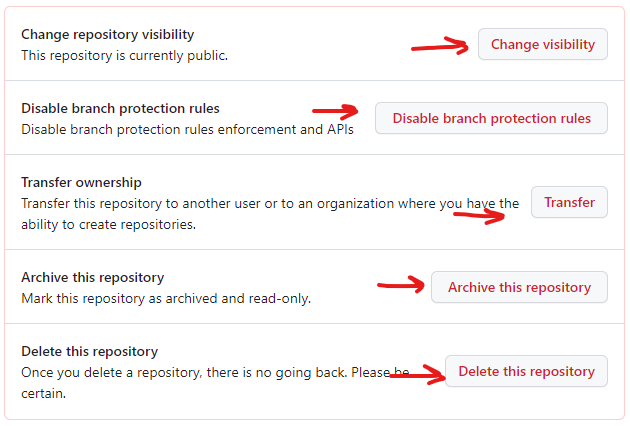 Change repository visibility
This repository is currently public.
Change visibility
Disable branch protection rules
Disable branch protection rules enforcement and APIs
Disable branch protection rules
Transfer ownership
Transfer this repository to another user or to an organization where you have the
ability to create repositories.
Transfer
Archive this repository
Mark this repository as archived and read-only.
Archive this repository
Delete this repository
Once you delete a repository, there is no going back. Please be
certain.
Delete this repository